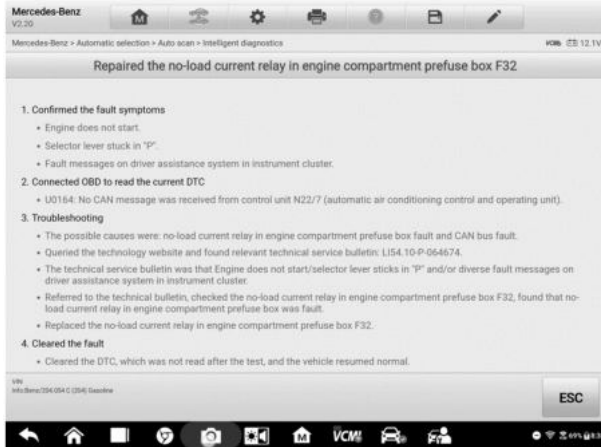 Mercedes-Benz
V2.20
Mercedes-Benz > Automatic selection > Auto scan > Intelligent diagnostics
VCMI 12.1V
Repaired the no-load current relay in engine compartment prefuse box F32
1. Confirmed the fault symptoms
• Engine does not start.
• Selector lever stuck in "P".
• Fault messages on driver assistance system in instrument cluster.
2. Connected OBD to read the current DTC
• U0164: No CAN message was received from control unit N22/7 (automatic air conditioning control and operating unit).
3. Troubleshooting
• The possible causes were: no-load current relay in engine compartment prefuse box fault and CAN bus fault.
• Queried the technology website and found relevant technical service bulletin: LI54.10-P-064674.
• The technical service bulletin was that Engine does not start/selector lever sticks in "P" and/or diverse fault messages on
driver assistance system in instrument cluster.
• Referred to the technical bulletin, checked the no-load current relay in engine compartment prefuse box F32, found that no-
load current relay in engine compartment prefuse box was fault.
• Replaced the no-load current relay in engine compartment prefuse box F32.
4. Cleared the fault
• Cleared the DTC, which was not read after the test, and the vehicle resumed normal.
VIN
Info:Benz/204 054 C (204) Gasoline
ESC
M
VCMI